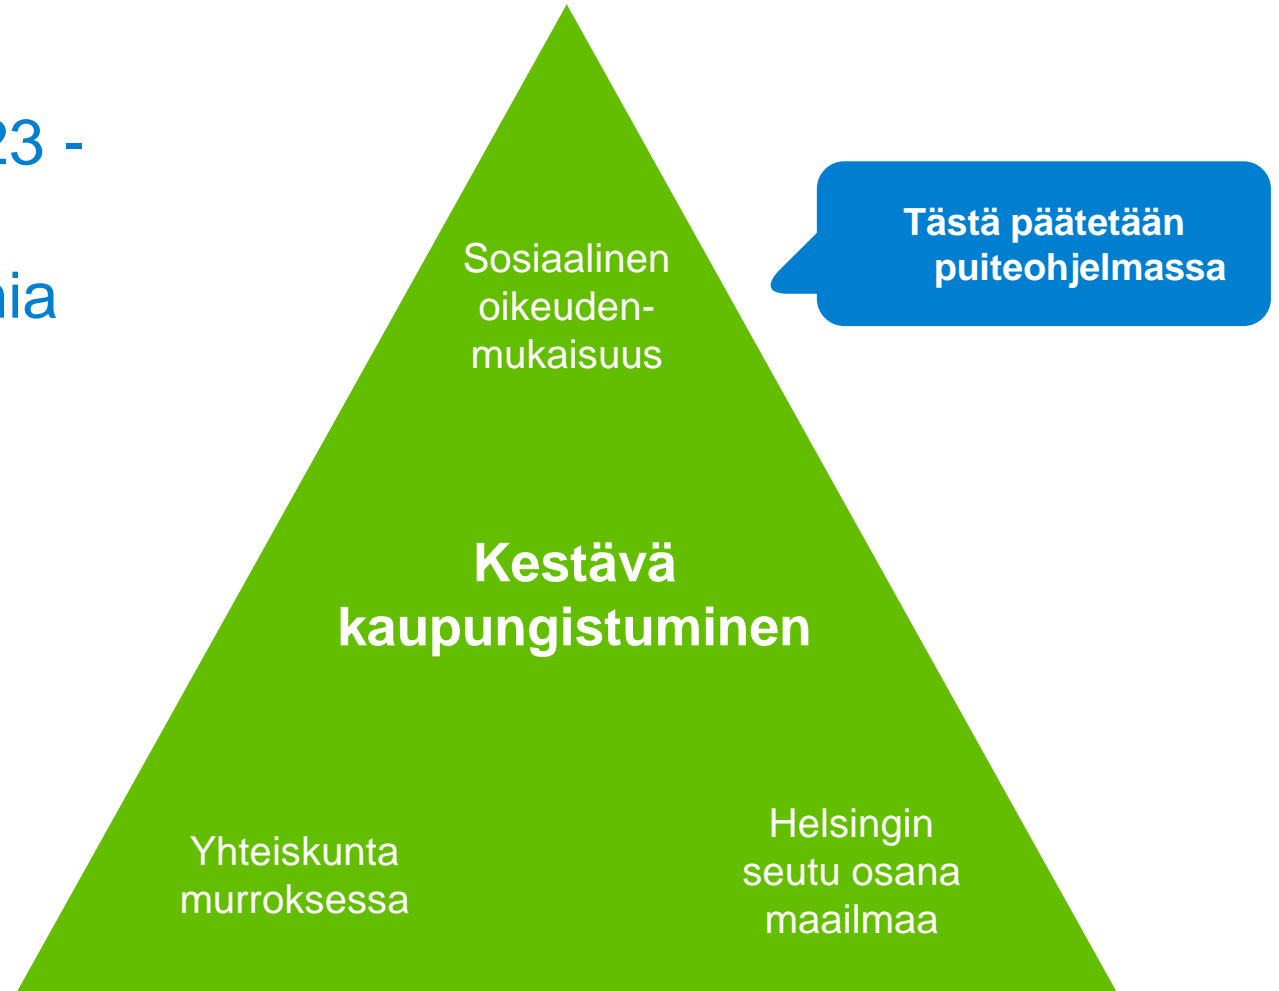 23 -
nia
Tästä päätetään
puiteohjelmassa
Sosiaalinen
oikeuden-
mukaisuus
Kestävä
kaupungistuminen
Yhteiskunta
murroksessa
Helsingin
seutu osana
maailmaa